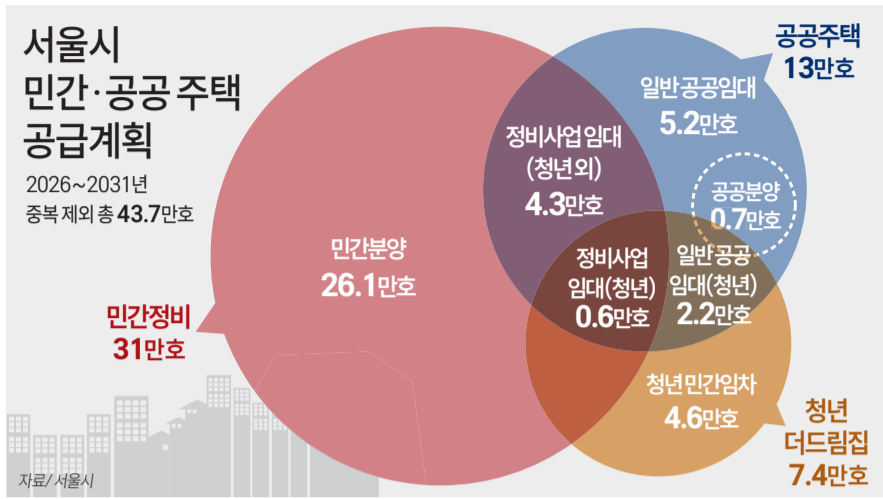 서울시
민간·공공 주택
공급계획
2026~2031년
중복 제외 총 43.7만호
공공주택
13만호
일반 공공임대
5.2만호
정비사업 임대
(청년 외)
4.3만호
공공분양
0.7만호
민간분양
26.1만호
정비사업
임대(청년)
0.6만호
일반 공공
임대(청년)
2.2만호
민간정비
31만호
청년 민간임차
4.6만호
청년
더드림집
7.4만호
자료/ 서울시